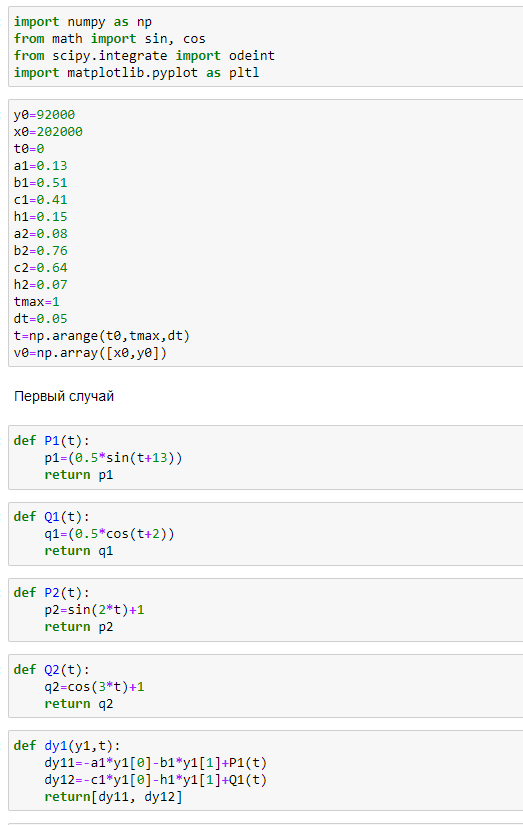 import numpy as np
from math import sin, cos
from scipy.integrate import odeint
import matplotlib.pyplot as pltl
y0=92000
x0=202000
t0=0
a1=0.13
b1=0.51
c1=0.41
h1=0.15
a2=0.08
b2=0.76
c2=0.64
h2=0.07
tmax=1
dt=0.05
t=np.arange(t0,tmax,dt)
v0=np.array([x0,y0])
Первый случай
def P1(t):
    p1=(0.5*sin(t+13))
    return p1
def Q1(t):
    q1=(0.5*cos(t+2))
    return q1
def P2(t):
    p2=sin(2*t)+1
    return p2
def Q2(t):
    q2=cos(3*t)+1
    return q2
def dy1(y1,t):
    dy11=-a1*y1[0]-b1*y1[1]+P1(t)
    dy12=-c1*y1[0]-h1*y1[1]+Q1(t)
    return[dy11, dy12]